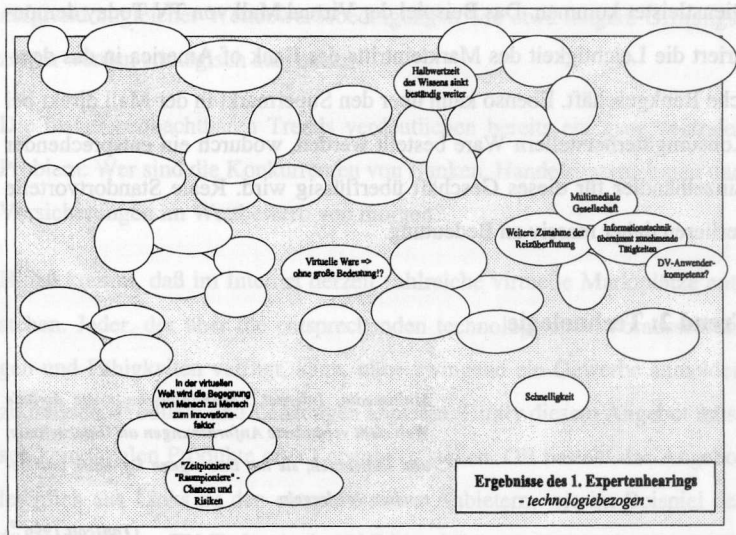 Halbwertzeit
des Wissens sinkt
beständig weiter
Multimediale
Gesellschaft
Weitere Zunahme der
Reizüberflutung
Informationstechnik
übernimmt zunehmende
Tätigkeiten
DV-Anwender-
kompetenz?
Virtuelle Ware =>
ohne große Bedeutung!?
In der virtuellen
Welt wird die Begegnung
von Mensch zu Mensch
zum Innovations-
faktor
"Zeitpioniere"
"Raumpioniere" -
Chancen und
Risiken
Schnelligkeit
Ergebnisse des 1. Expertenhearings
- technologiebezogen -